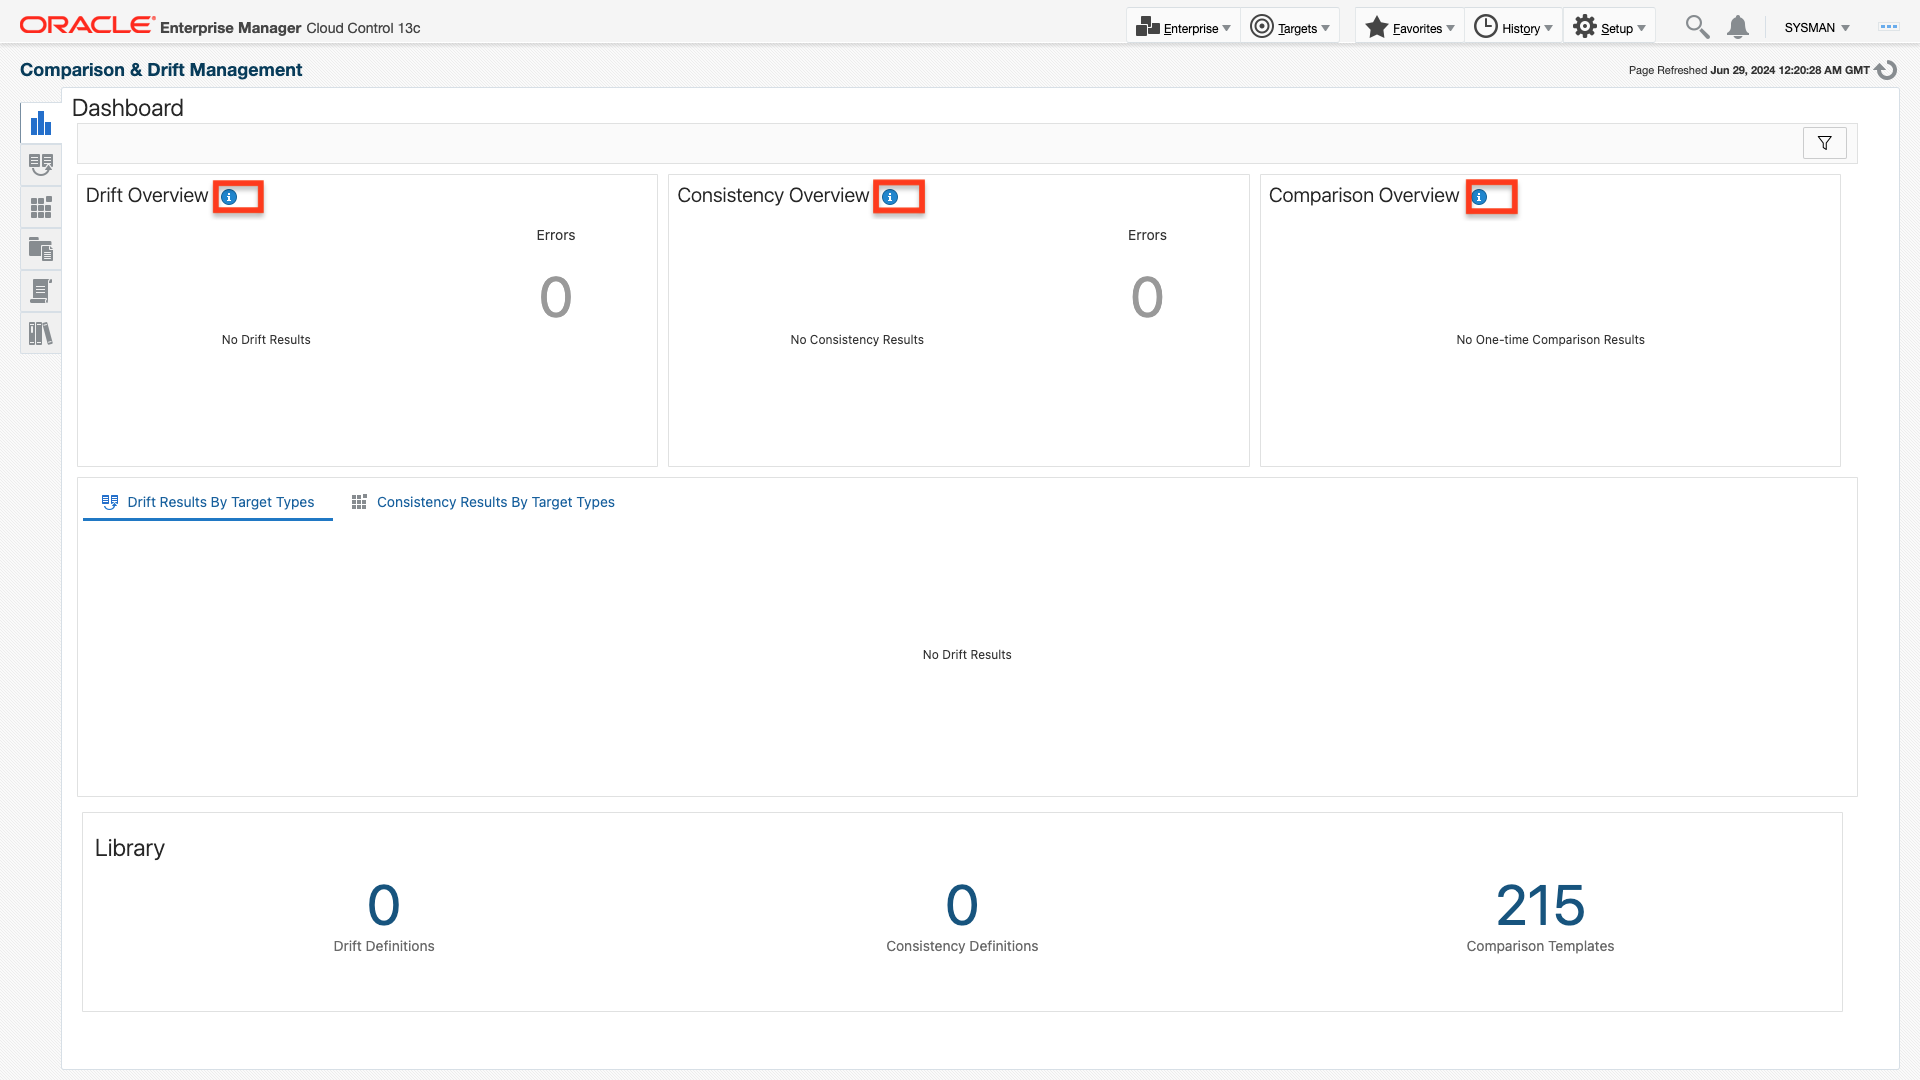 ORACLE Enterprise Manager Cloud Control 13c
Enterprise Targets Favorites History Setup SYSMAN
Comparison & Drift Management
Page Refreshed Jun 29, 2024 12:20:28 AM GMT
Dashboard
Drift Overview
Errors
0
No Drift Results
Consistency Overview
Errors
0
No Consistency Results
Comparison Overview
No One-time Comparison Results
Drift Results By Target Types
Consistency Results By Target Types
No Drift Results
Library
0
Drift Definitions
0
Consistency Definitions
215
Comparison Templates